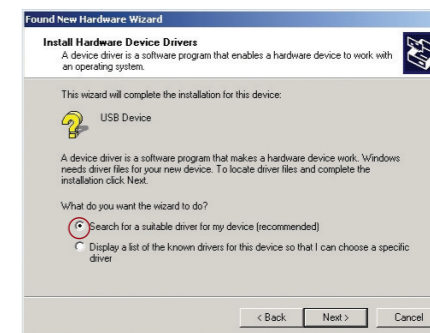 Found New Hardware Wizard
Install Hardware Device Drivers
A device driver is a software program that enables a hardware device to work with
an operating system.
This wizard will complete the installation for this device:
USB Device
A device driver is a software program that makes a hardware device work. Windows
needs driver files for your new device. To locate driver files and complete the
installation click Next.
What do you want the wizard to do?
Search for a suitable driver for my device (recommended)
Display a list of the known drivers for this device so that I can choose a specific
driver
< Back Next > Cancel